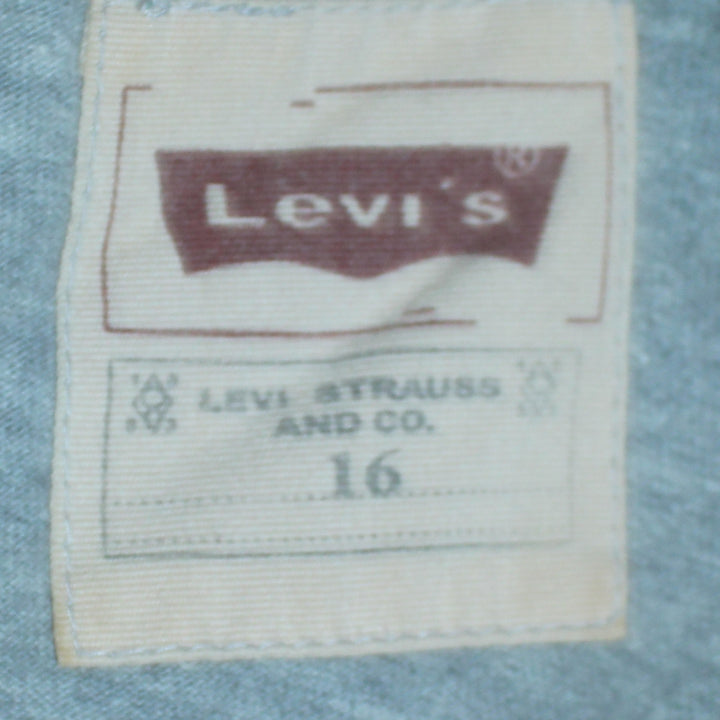 Levi's®
LEVI STRAUSS
AND CO.
16